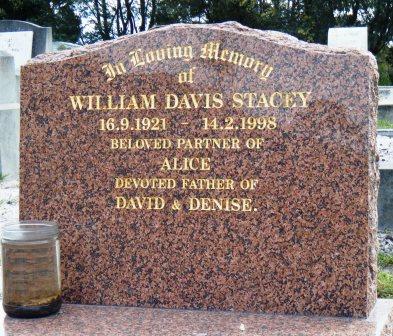 In Loving Memory
of
WILLIAM DAVIS STACEY
16.9.1921 - 14.2.1998
BELOVED PARTNER OF
ALICE
DEVOTED FATHER OF
DAVID & DENISE.